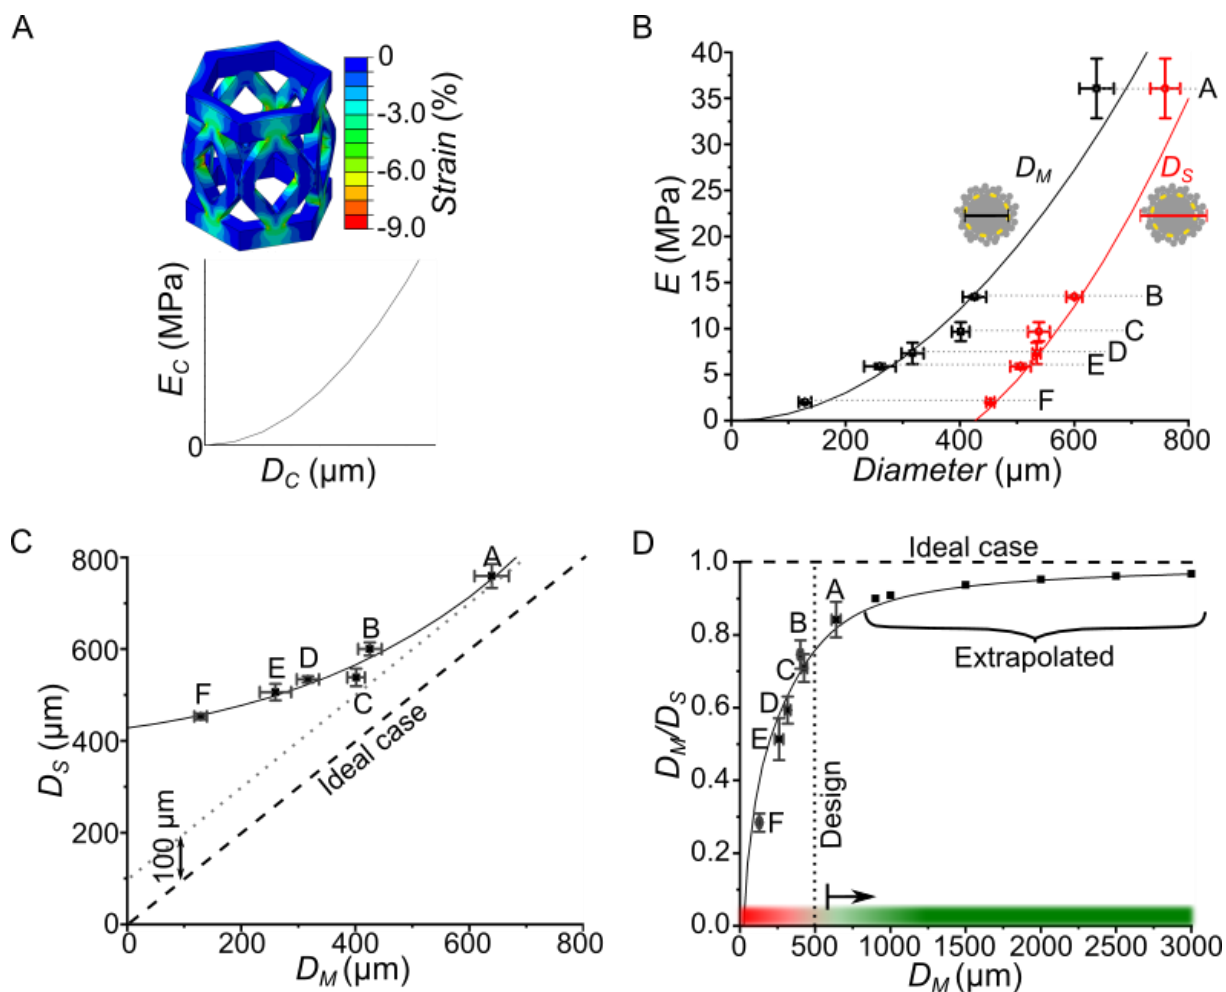 A
0
-3.0
-6.0
-9.0
Strain (%)
E_C (MPa)
0
D_C (µm)
B
40
35
30
25
20
15
10
5
0
E (MPa)
D_M
D_S
A
B
C
D
E
F
0 200 400 600 800
Diameter (µm)
C
800
600
400
200
0
D_S (µm)
A
B
C
D
E
F
100 µm
Ideal case
0 200 400 600 800
D_M (µm)
D
Ideal case
1.0
0.8
0.6
0.4
0.2
0.0
D_M/D_S
A
B
C
D
E
F
Extrapolated
Design
0 500 1000 1500 2000 2500 3000
D_M (µm)